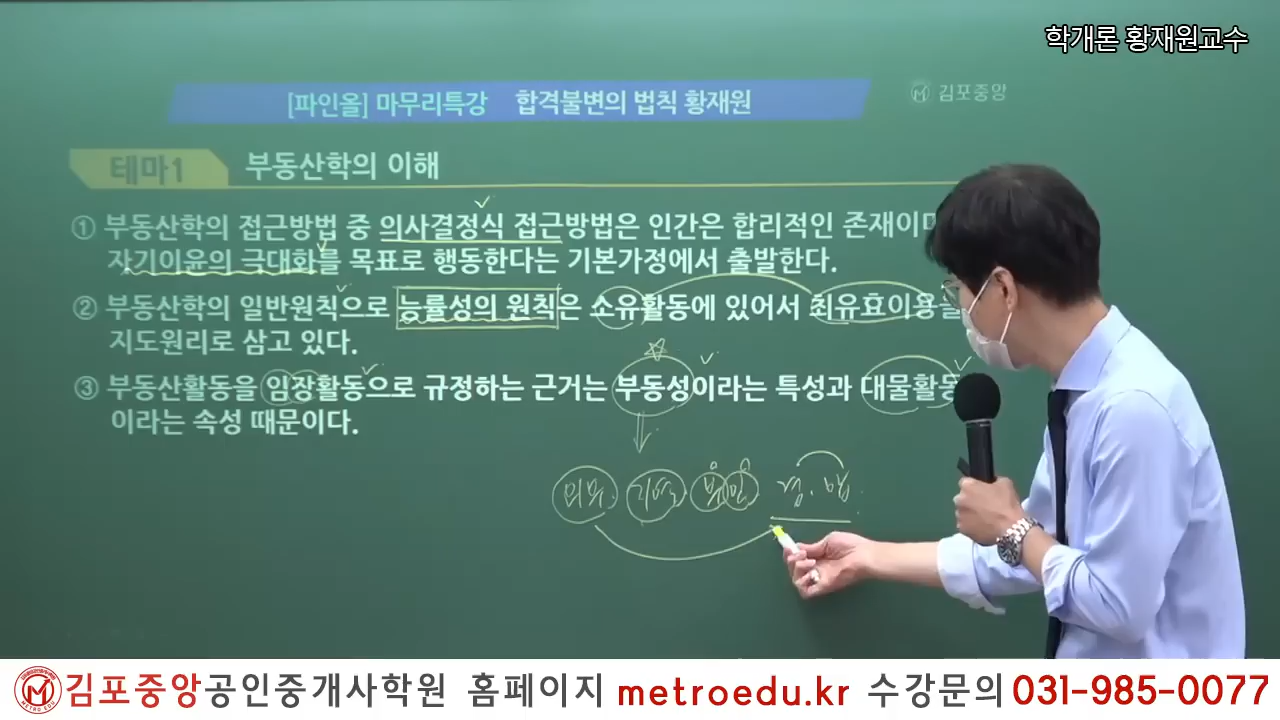 학개론 황재원교수
[파인올] 마무리특강 합격불변의 법칙 황재원
김포중앙
테마1 부동산학의 이해
① 부동산학의 접근방법 중 의사결정식 접근방법은 인간은 합리적인 존재이며
자기이윤의 극대화를 목표로 행동한다는 기본가정에서 출발한다.
② 부동산학의 일반원칙으로 능률성의 원칙은 소유활동에 있어서 최유효이용을
지도원리로 삼고 있다.
③ 부동산활동을 임장활동으로 규정하는 근거는 부동성이라는 특성과 대물활동
이라는 속성 때문이다.
METRO EDU
김포중앙공인중개사학원 홈페이지 metroedu.kr 수강문의 031-985-0077